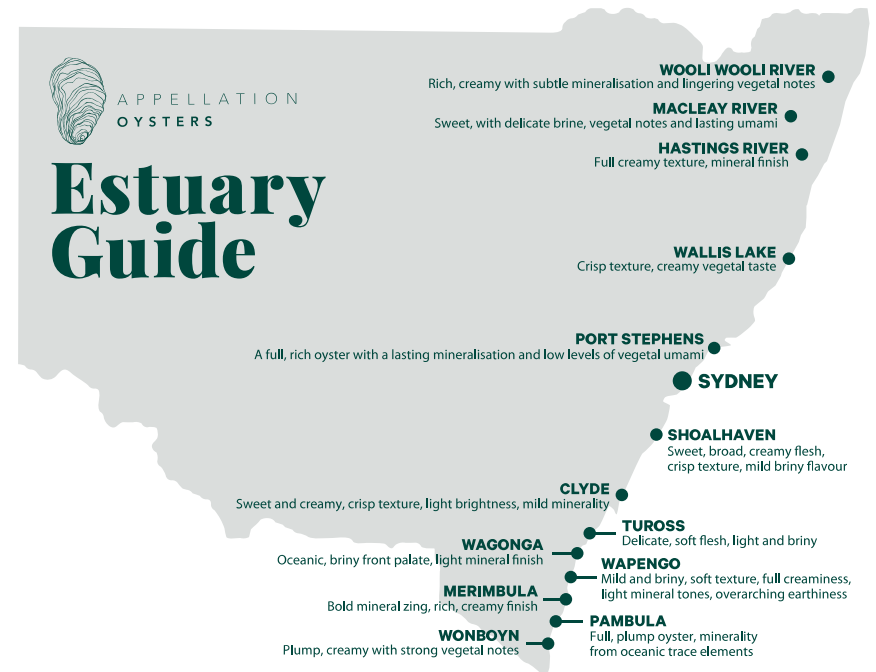 APPELLATION
OYSTERS
Estuary
Guide
WOOLI WOOLI RIVER
Rich, creamy with subtle mineralisation and lingering vegetal notes
MACLEAY RIVER
Sweet, with delicate brine, vegetal notes and lasting umami
HASTINGS RIVER
Full creamy texture, mineral finish
WALLIS LAKE
Crisp texture, creamy vegetal taste
PORT STEPHENS
A full, rich oyster with a lasting mineralisation and low levels of vegetal umami
SYDNEY
SHOALHAVEN
Sweet, broad, creamy flesh,
crisp texture, mild briny flavour
CLYDE
Sweet and creamy, crisp texture, light brightness, mild minerality
TUROSS
Delicate, soft flesh, light and briny
WAGONGA
Oceanic, briny front palate, light mineral finish
WAPENGO
Mild and briny, soft texture, full creaminess,
light mineral tones, overarching earthiness
MERIMBULA
Bold mineral zing, rich, creamy finish
PAMBULA
Full, plump oyster, minerality
from oceanic trace elements
WONBOYN
Plump, creamy with strong vegetal notes